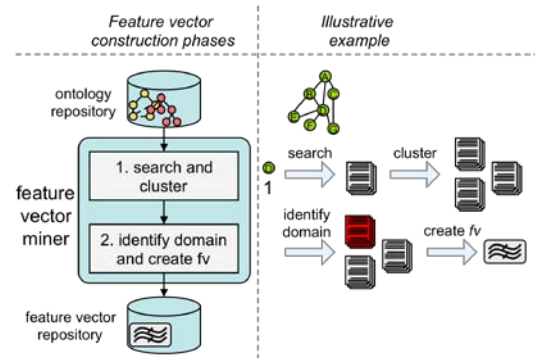 Feature vector
construction phases
Illustrative
example
ontology
repository
feature
vector
miner
1. search and
cluster
2. identify domain
and create fv
feature vector
repository
A
B
C
E
D
F
G
D
1
search
cluster
identify
domain
create fv